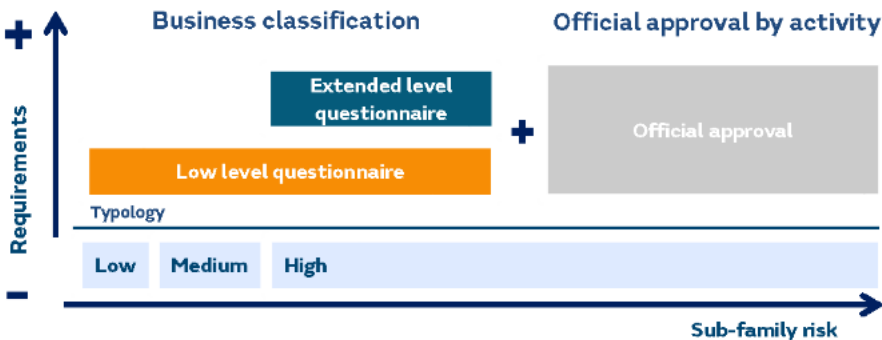 Business classification
Official approval by activity
+
Extended level
questionnaire
+
Official approval
Low level questionnaire
Requirements
Typology
Low
Medium
High
-
Sub-family risk